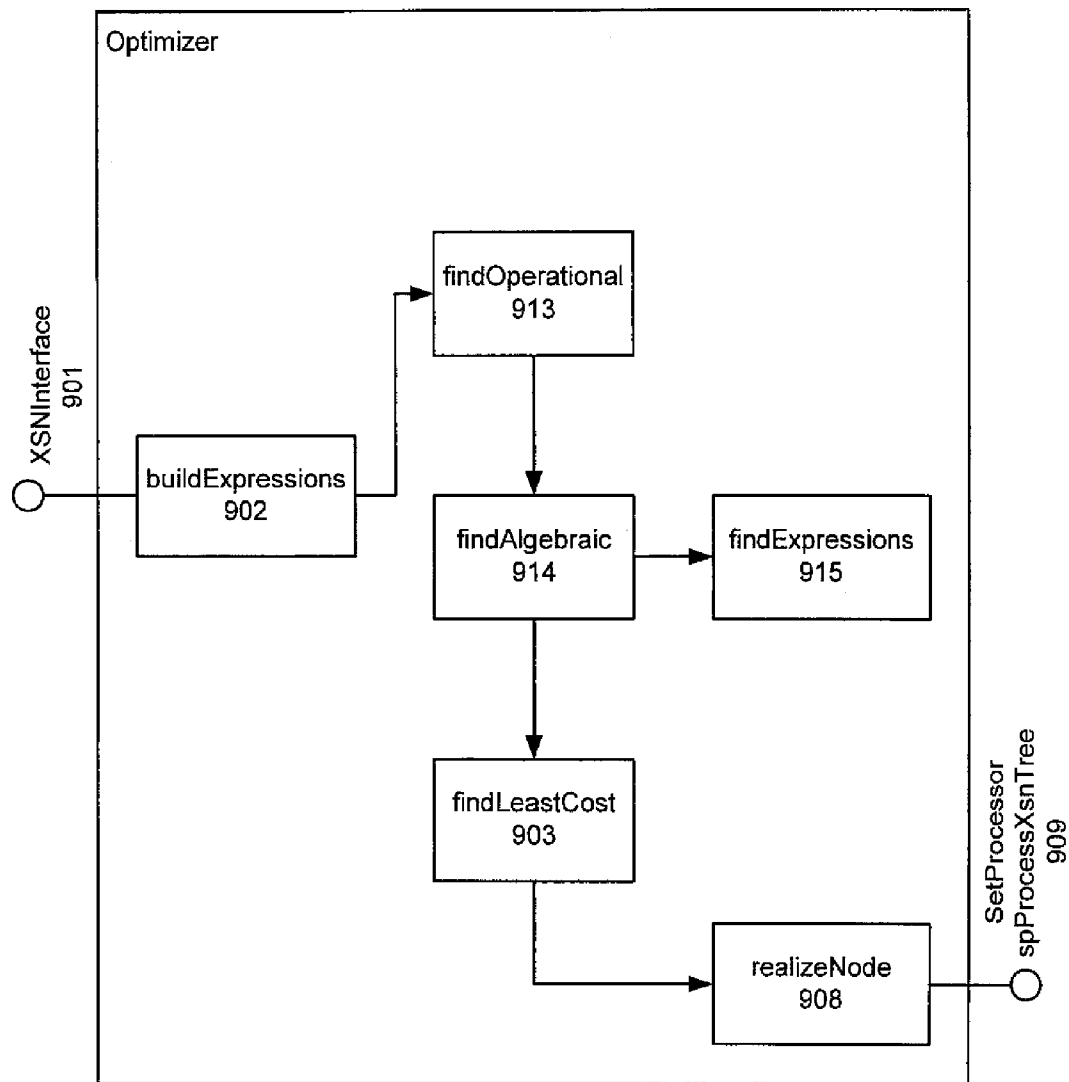 Optimizer
findOperational
913
XSNInterface
901
buildExpressions
902
findAlgebraic
914
findExpressions
915
findLeastCost
903
realizeNode
908
SetProcessor
spProcessXsnTree
909